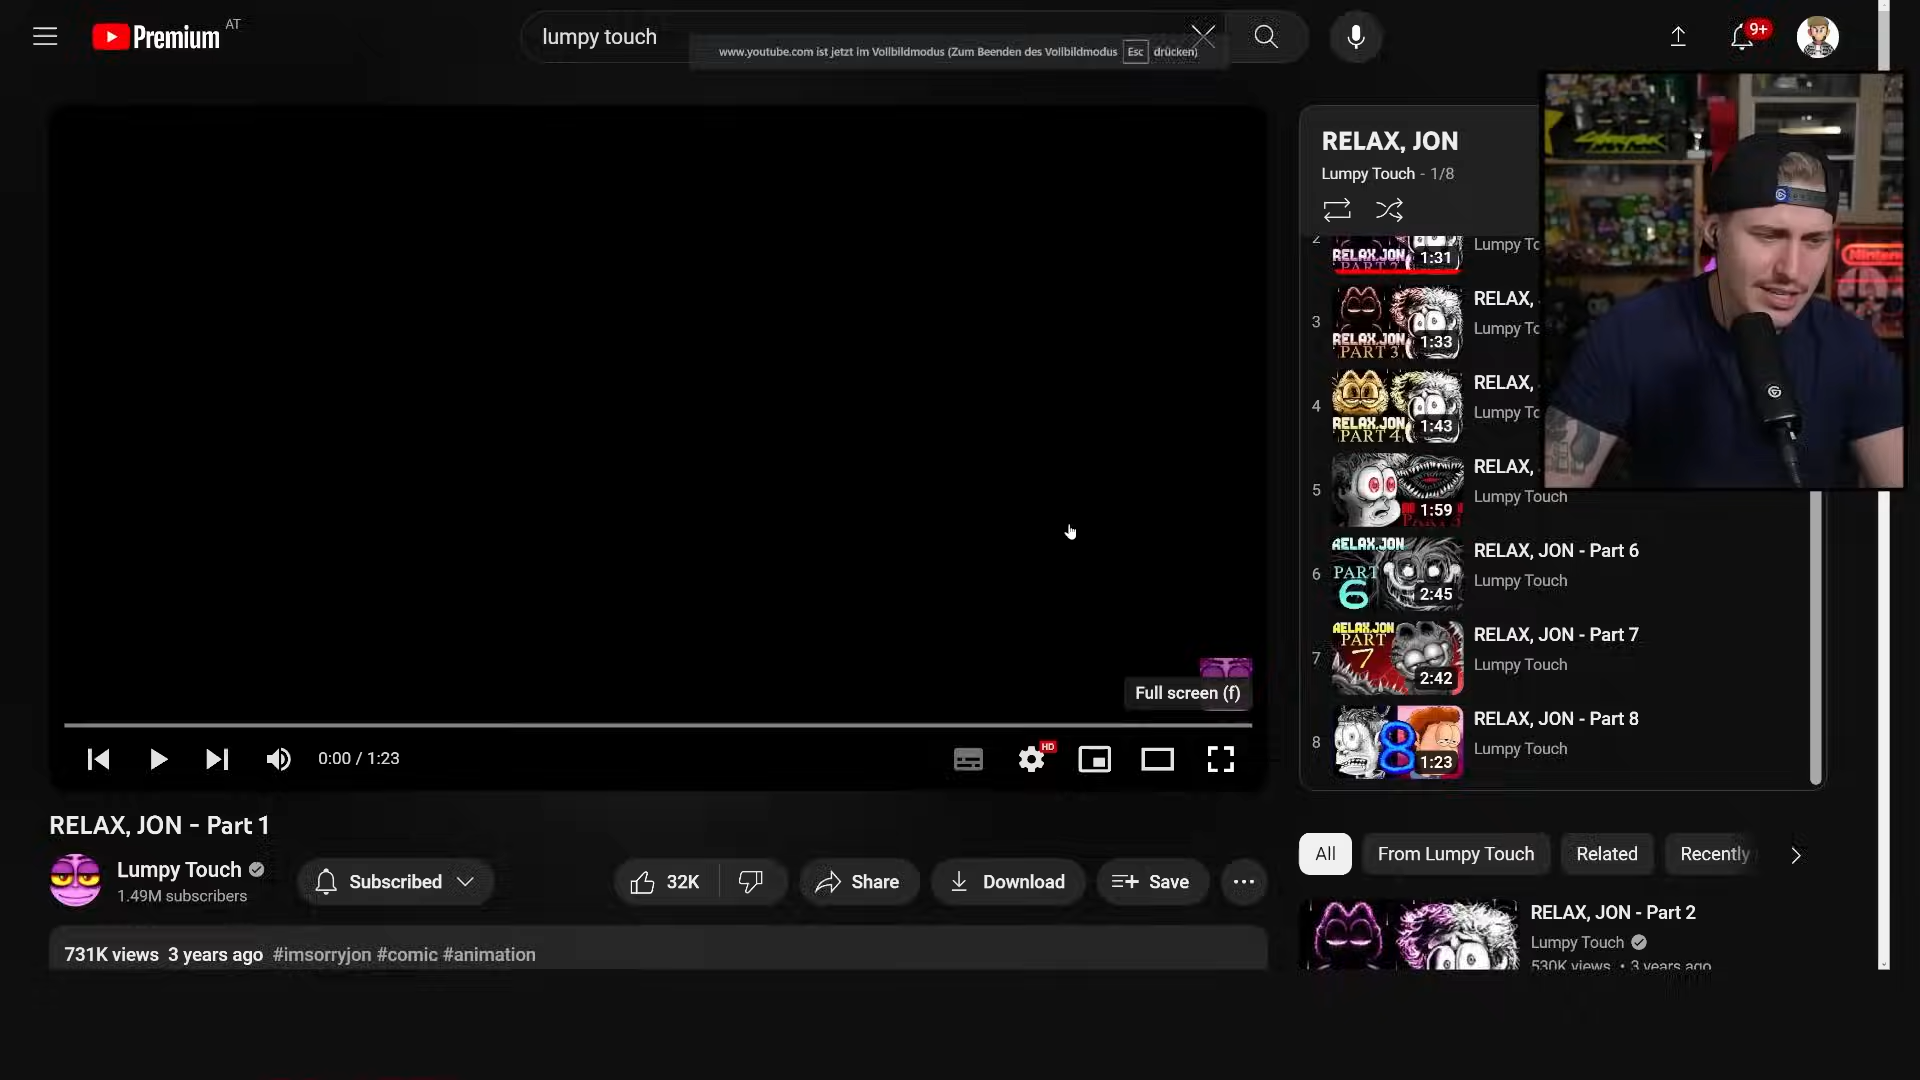 Premium AT
lumpy touch
www.youtube.com ist jetzt im Vollbildmodus (Zum Beenden des Vollbildmodus Esc drücken)
9+
RELAX, JON
Lumpy Touch - 1/8
2
RELAX,JON
PART 2
1:31
Lumpy To
3
RELAX,JON
PART 3
1:33
RELAX,
Lumpy To
4
RELAX,JON
PART 4
1:43
RELAX,
Lumpy To
5
1:59
RELAX,
Lumpy Touch
6
RELAX,JON
PART
6
2:45
RELAX, JON - Part 6
Lumpy Touch
7
RELAX,JON
PART
7
2:42
RELAX, JON - Part 7
Lumpy Touch
8
8
1:23
RELAX, JON - Part 8
Lumpy Touch
Full screen (f)
0:00 / 1:23
HD
RELAX, JON - Part 1
Lumpy Touch
1.49M subscribers
Subscribed
32K
Share
Download
Save
731K views 3 years ago #imsorryjon #comic #animation
All
From Lumpy Touch
Related
Recently
RELAX, JON - Part 2
Lumpy Touch
530K views • 3 years ago